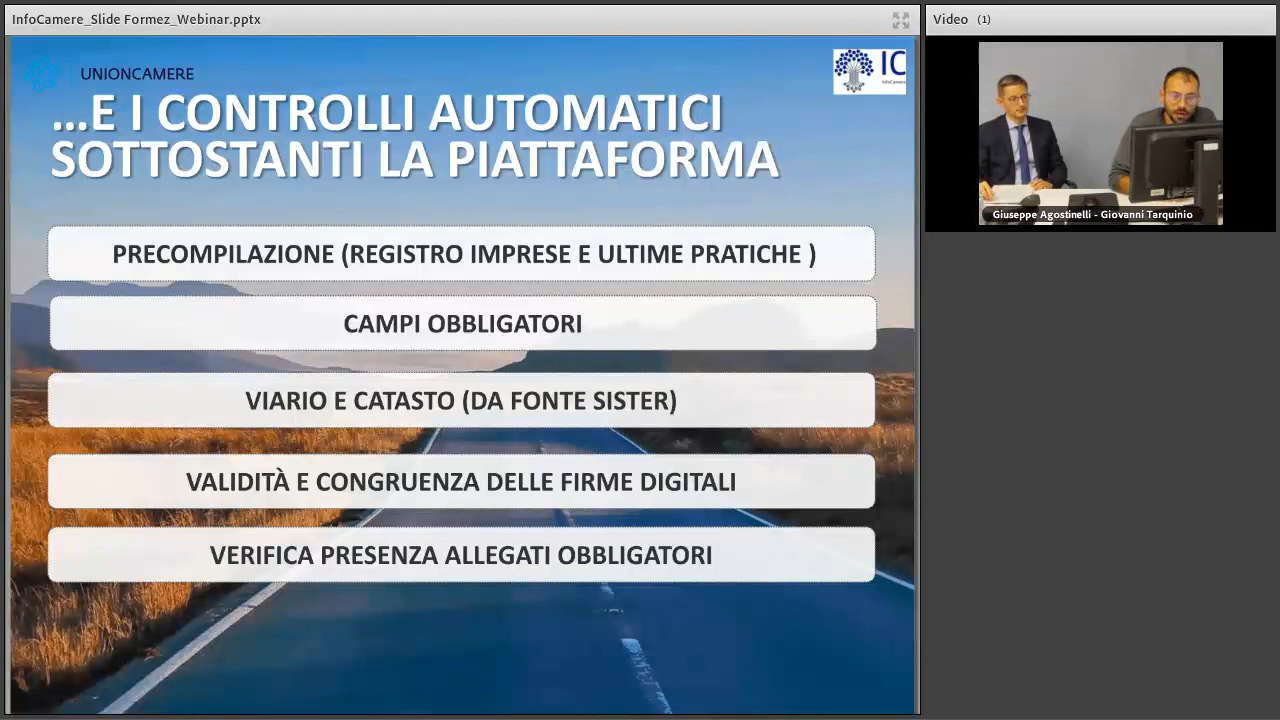 InfoCamere_Slide Formez_Webinar.pptx
Video (1)
UNIONCAMERE
IC
InfoCamere
...E I CONTROLLI AUTOMATICI
SOTTOSTANTI LA PIATTAFORMA
PRECOMPILAZIONE (REGISTRO IMPRESE E ULTIME PRATICHE )
CAMPI OBBLIGATORI
VIARIO E CATASTO (DA FONTE SISTER)
VALIDITÀ E CONGRUENZA DELLE FIRME DIGITALI
VERIFICA PRESENZA ALLEGATI OBBLIGATORI
Giuseppe Agostinelli - Giovanni Tarquinio